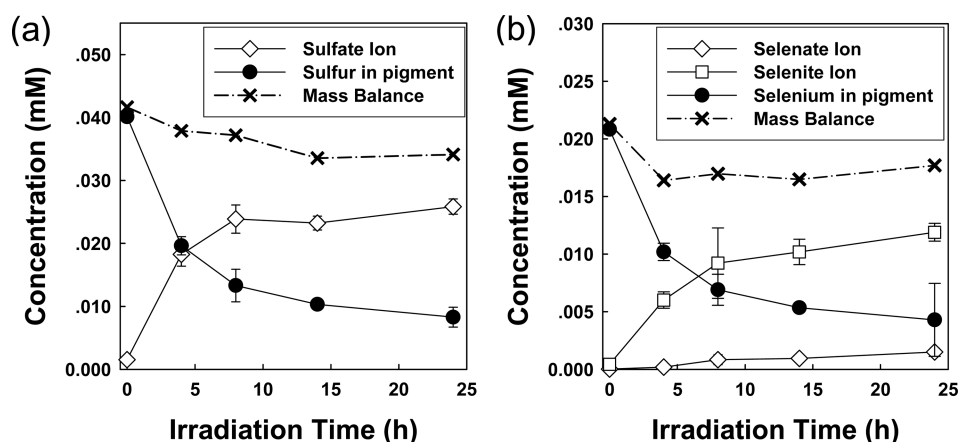 (a)
Concentration (mM)
.050
.040
.030
.020
.010
0.000
0 5 10 15 20 25
Irradiation Time (h)
Sulfate Ion
Sulfur in pigment
Mass Balance
(b)
Concentration (mM)
.030
.025
.020
.015
.010
.005
0.000
0 5 10 15 20 25
Irradiation Time (h)
Selenate Ion
Selenite Ion
Selenium in pigment
Mass Balance